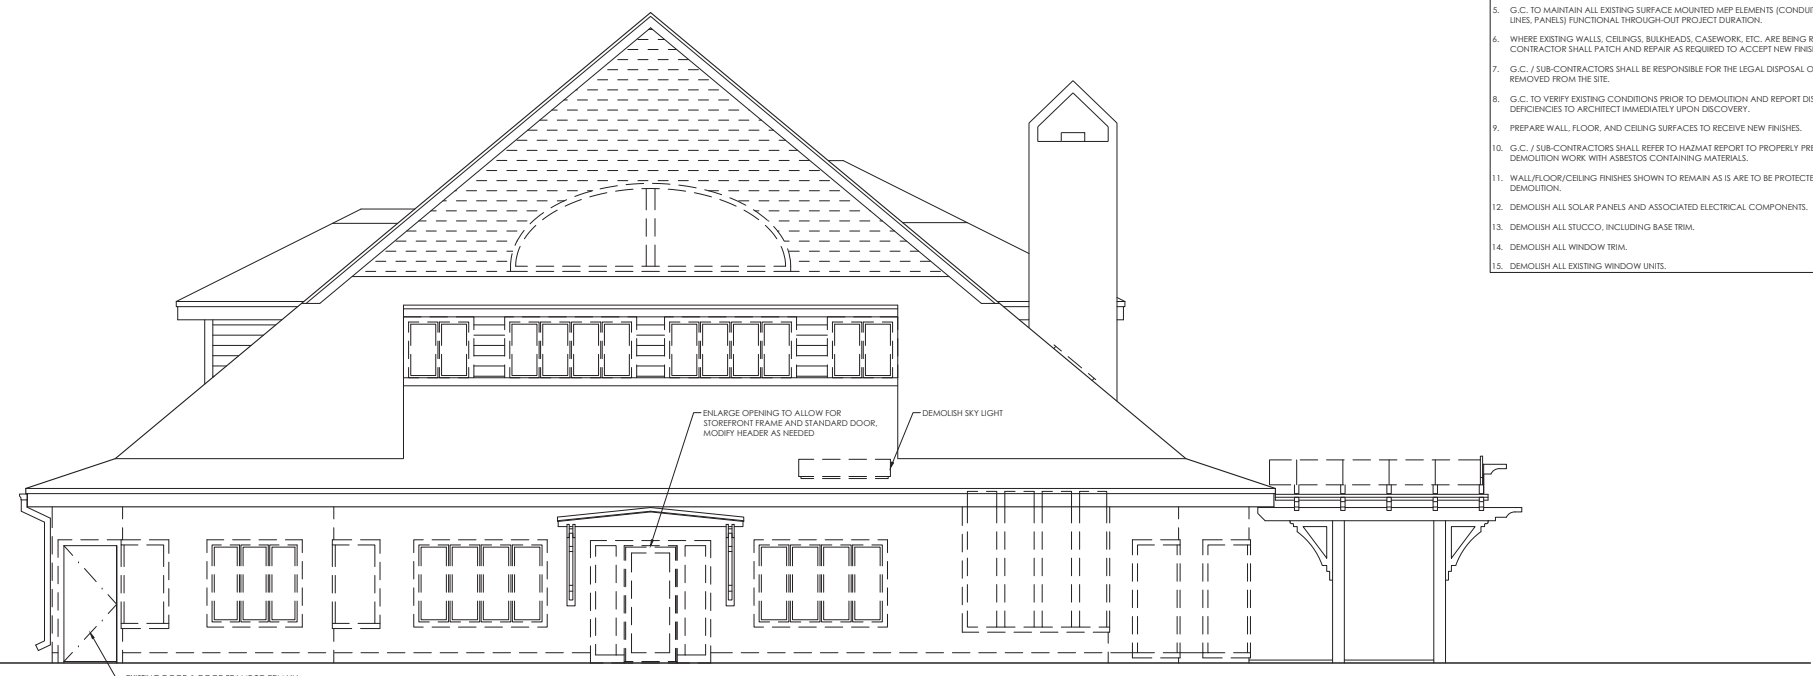 5. G.C. TO MAINTAIN ALL EXISTING SURFACE MOUNTED MEP ELEMENTS (CONDUI
LINES, PANELS) FUNCTIONAL THROUGH-OUT PROJECT DURATION.
6. WHERE EXISTING WALLS, CEILINGS, BULKHEADS, CASEWORK, ETC. ARE BEING R
CONTRACTOR SHALL PATCH AND REPAIR AS REQUIRED TO ACCEPT NEW FINIS
7. G.C. / SUB-CONTRACTORS SHALL BE RESPONSIBLE FOR THE LEGAL DISPOSAL O
REMOVED FROM THE SITE.
8. G.C. TO VERIFY EXISTING CONDITIONS PRIOR TO DEMOLITION AND REPORT DIS
DEFICIENCIES TO ARCHITECT IMMEDIATELY UPON DISCOVERY.
9. PREPARE WALL, FLOOR, AND CEILING SURFACES TO RECEIVE NEW FINISHES.
10. G.C. / SUB-CONTRACTORS SHALL REFER TO HAZMAT REPORT TO PROPERLY PRE
DEMOLITION WORK WITH ASBESTOS CONTAINING MATERIALS.
11. WALL/FLOOR/CEILING FINISHES SHOWN TO REMAIN AS IS ARE TO BE PROTECTE
DEMOLITION.
12. DEMOLISH ALL SOLAR PANELS AND ASSOCIATED ELECTRICAL COMPONENTS.
13. DEMOLISH ALL STUCCO, INCLUDING BASE TRIM.
14. DEMOLISH ALL WINDOW TRIM.
15. DEMOLISH ALL EXISTING WINDOW UNITS.
ENLARGE OPENING TO ALLOW FOR
STOREFRONT FRAME AND STANDARD DOOR,
MODIFY HEADER AS NEEDED
DEMOLISH SKY LIGHT